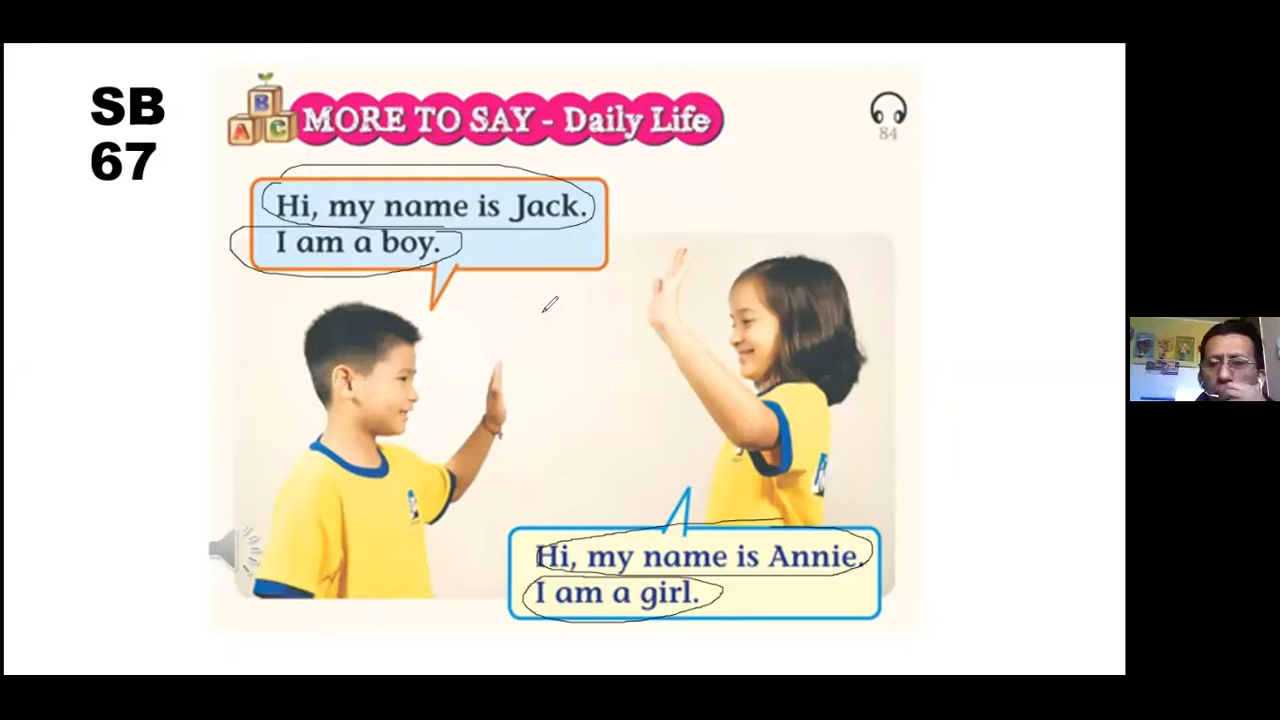 SB
67
B
A C
MORE TO SAY - Daily Life
84
Hi, my name is Jack.
I am a boy.
Hi, my name is Annie.
I am a girl.